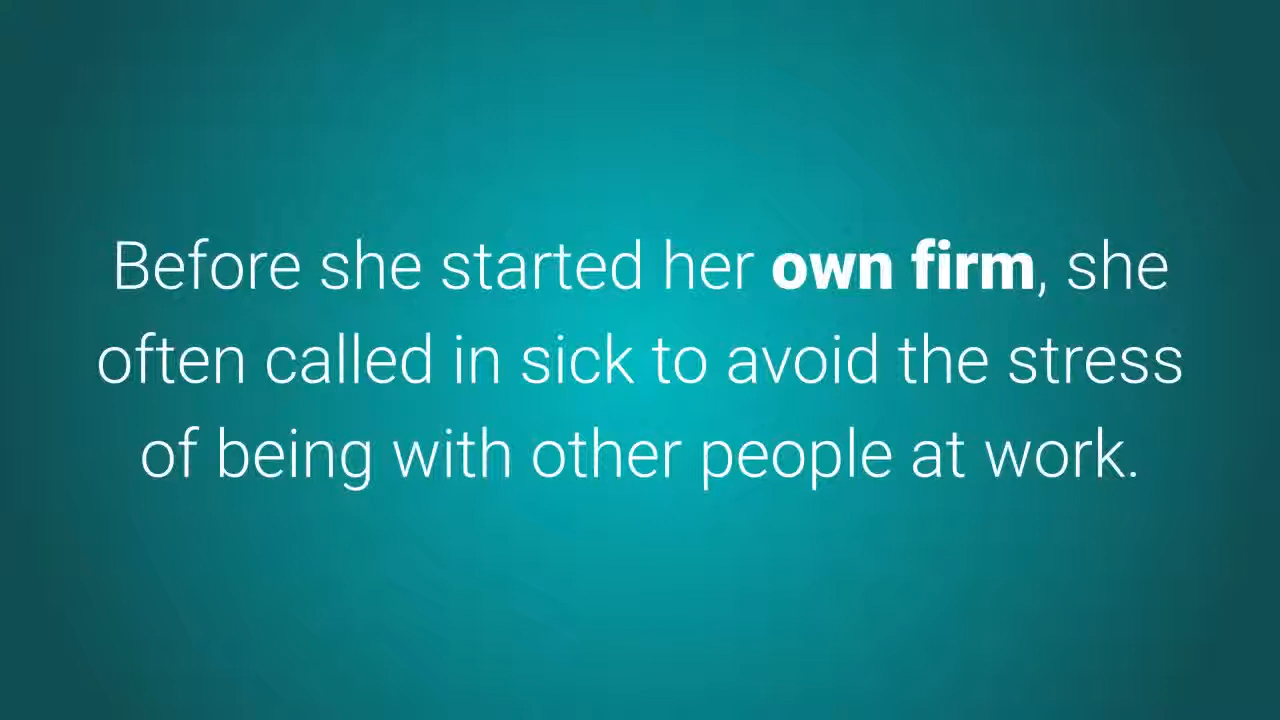 Before she started her own firm, she
often called in sick to avoid the stress
of being with other people at work.